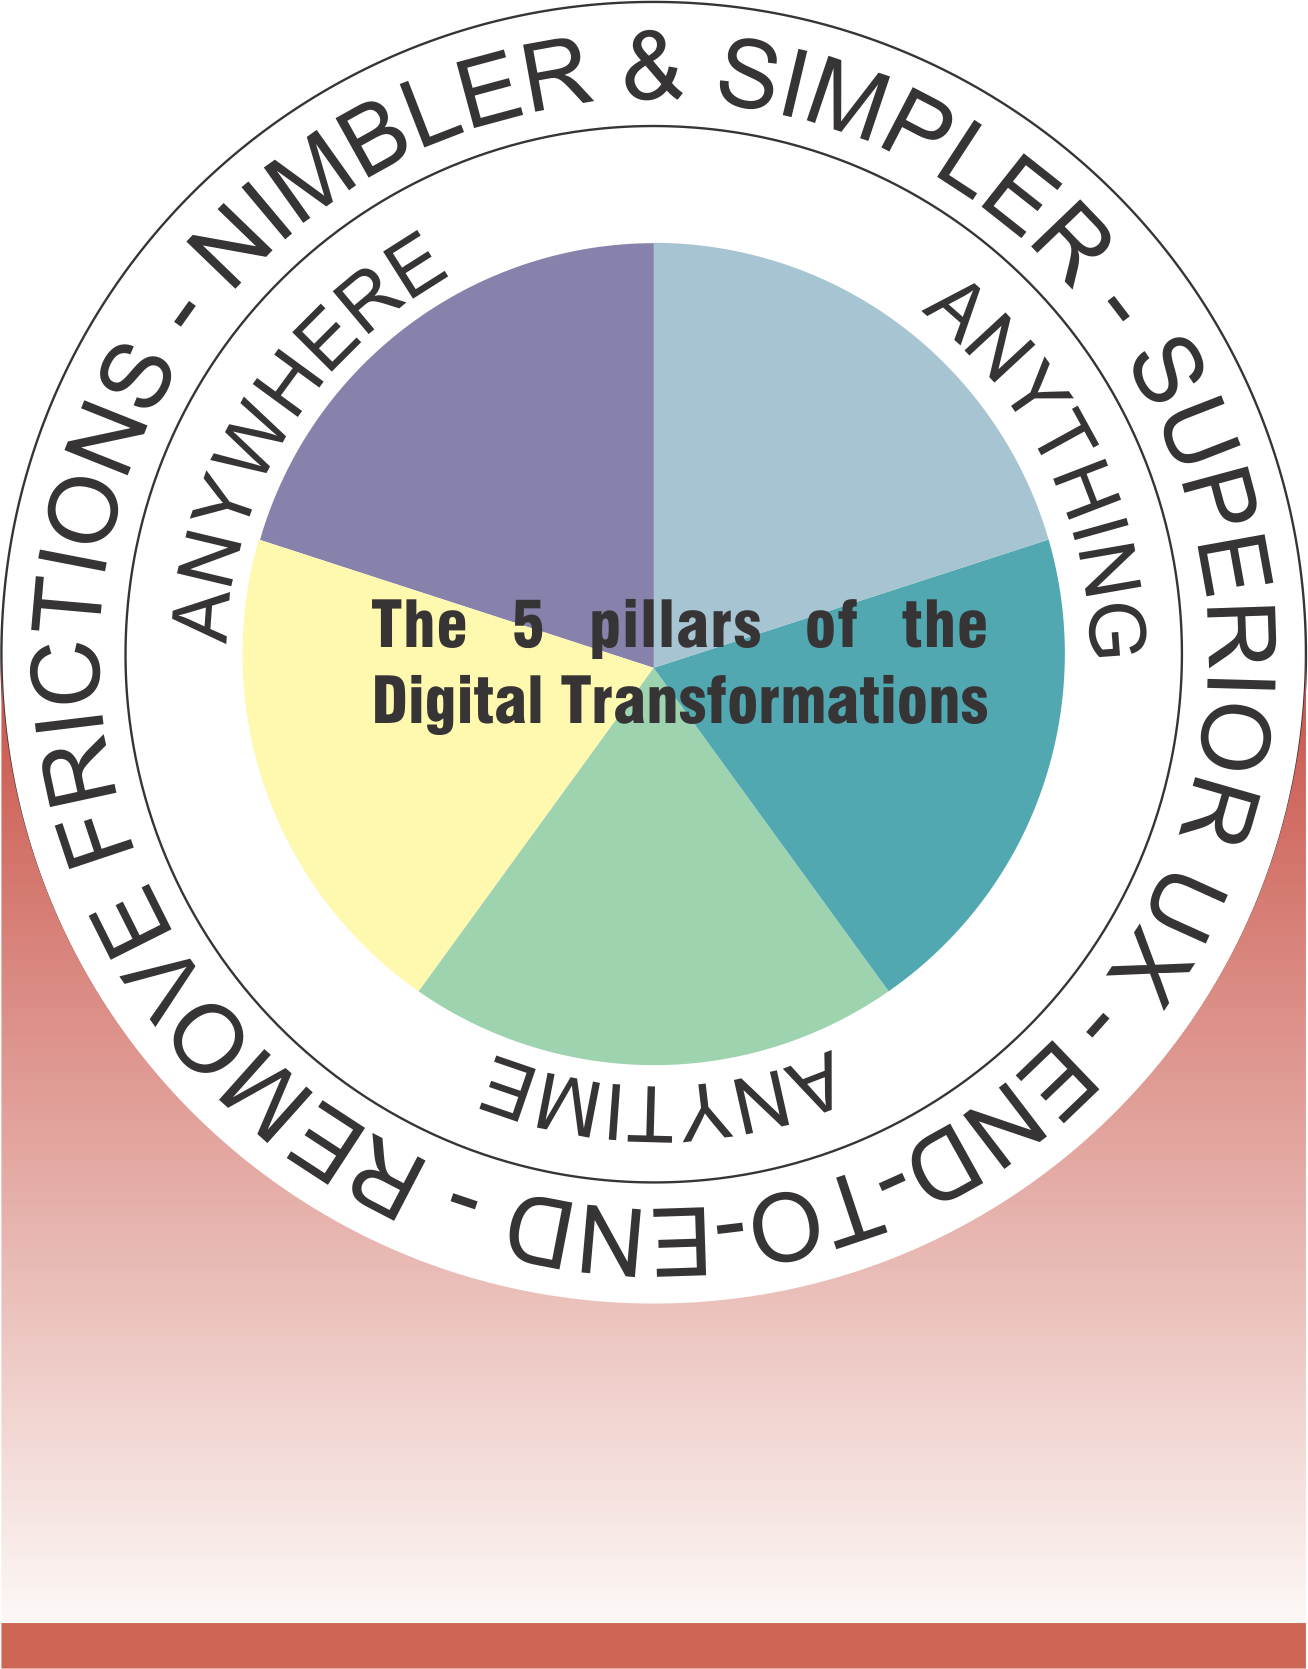 NIMBLER & SIMPLER - SUPERIOR UX - END-TO-END - REMOVE FRICTIONS -
ANYWHERE
ANYTHING
ANYTIME
The 5 pillars of the
Digital Transformations